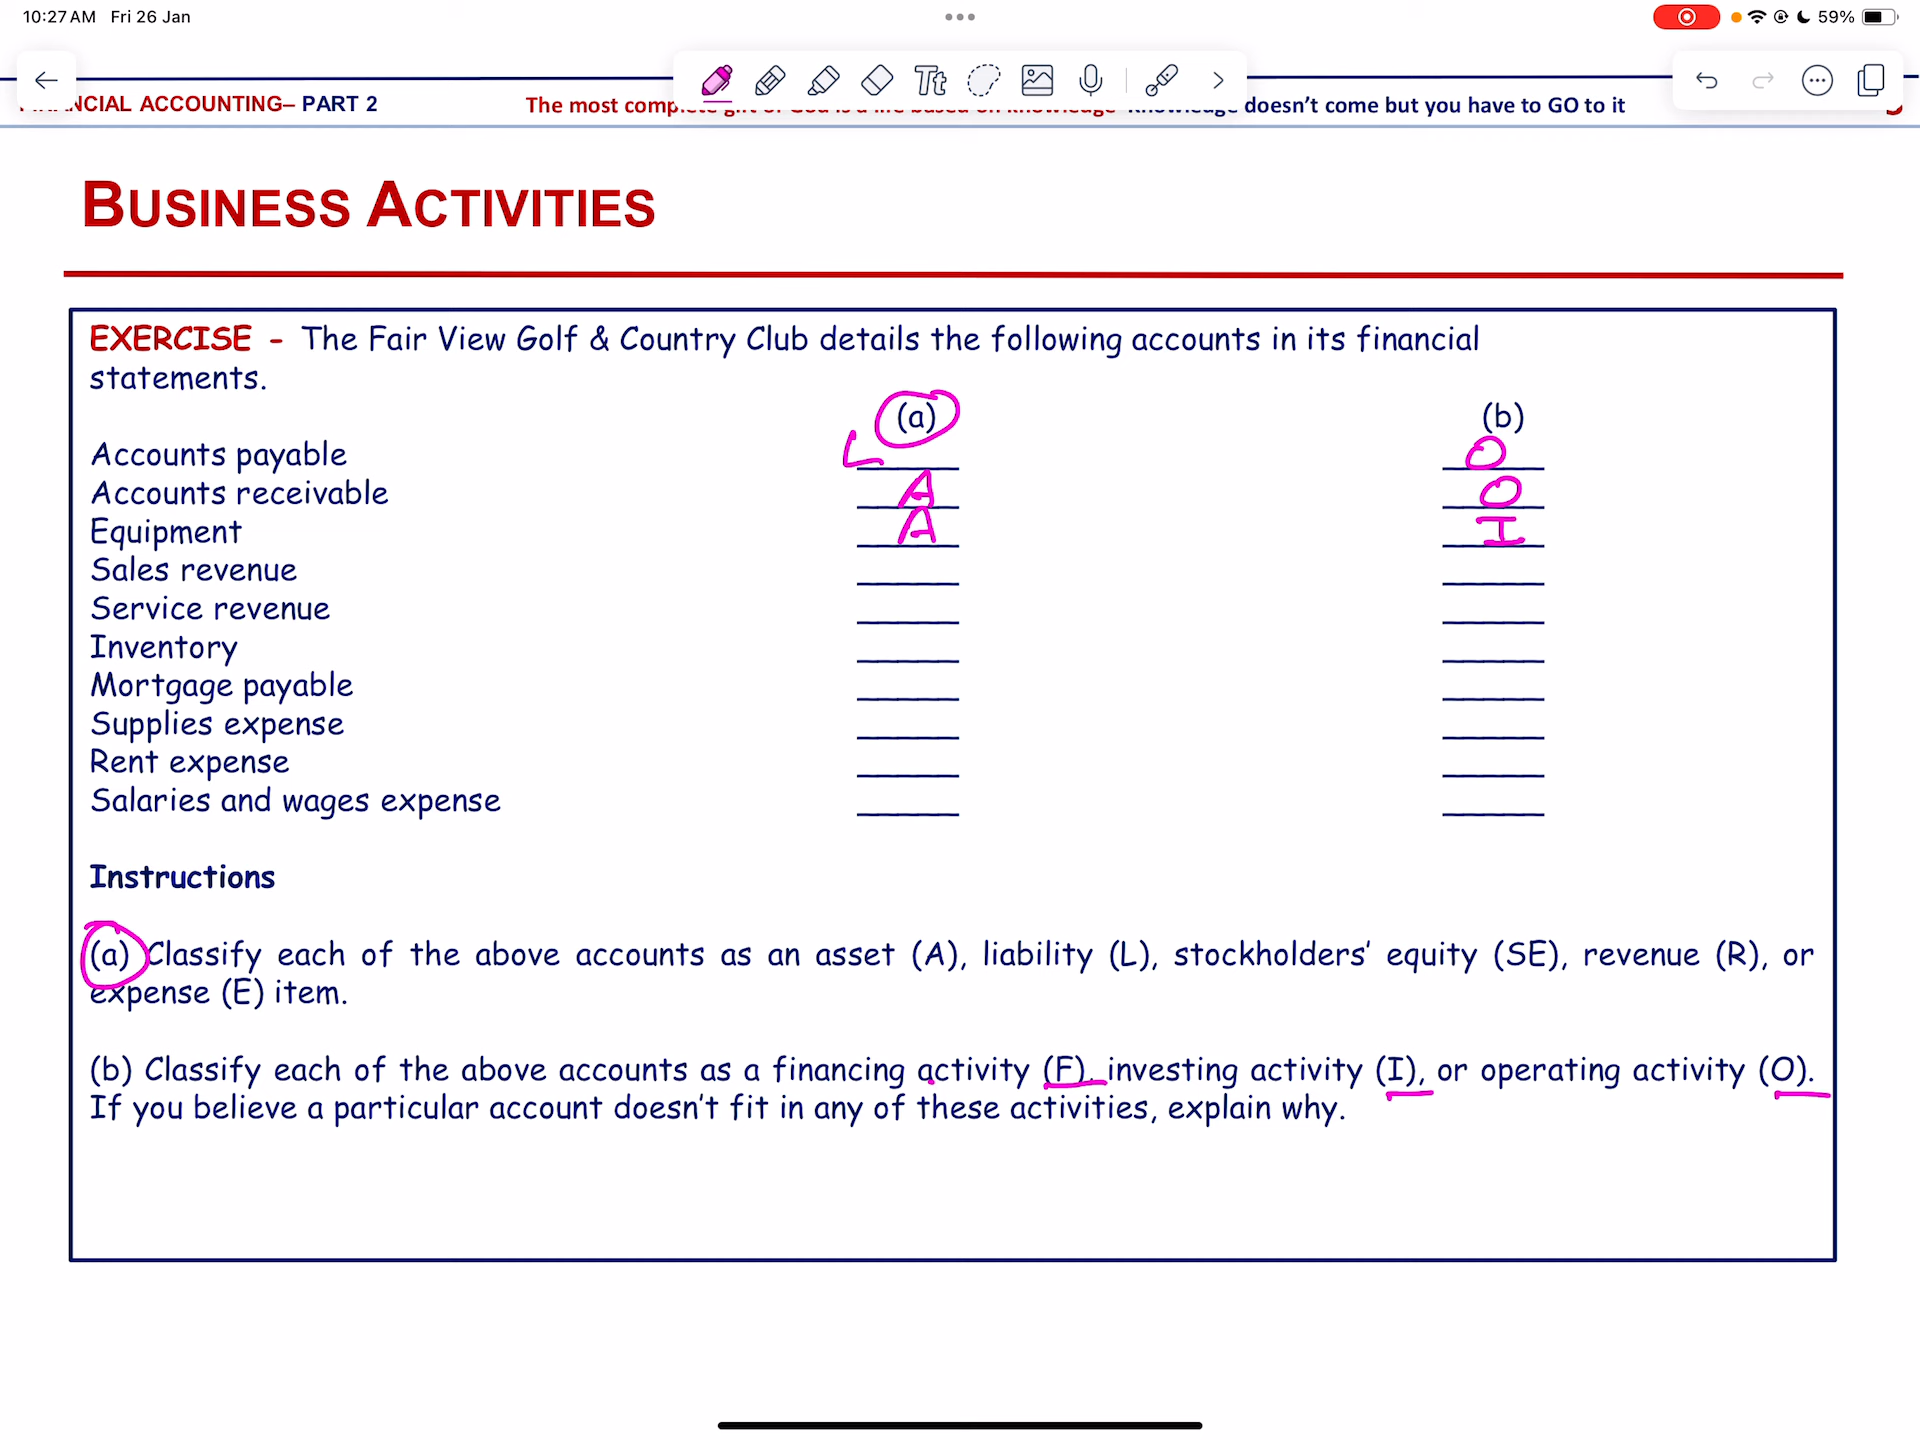 10:27 AM Fri 26 Jan
59%
Tt
NCIAL ACCOUNTING– PART 2
The most doesn't come but you have to GO to it
BUSINESS ACTIVITIES
EXERCISE - The Fair View Golf & Country Club details the following accounts in its financial
statements.
(a) (b)
Accounts payable L O
Accounts receivable A O
Equipment A I
Sales revenue
Service revenue
Inventory
Mortgage payable
Supplies expense
Rent expense
Salaries and wages expense
Instructions
(a) Classify each of the above accounts as an asset (A), liability (L), stockholders' equity (SE), revenue (R), or
expense (E) item.
(b) Classify each of the above accounts as a financing activity (F), investing activity (I), or operating activity (O).
If you believe a particular account doesn't fit in any of these activities, explain why.